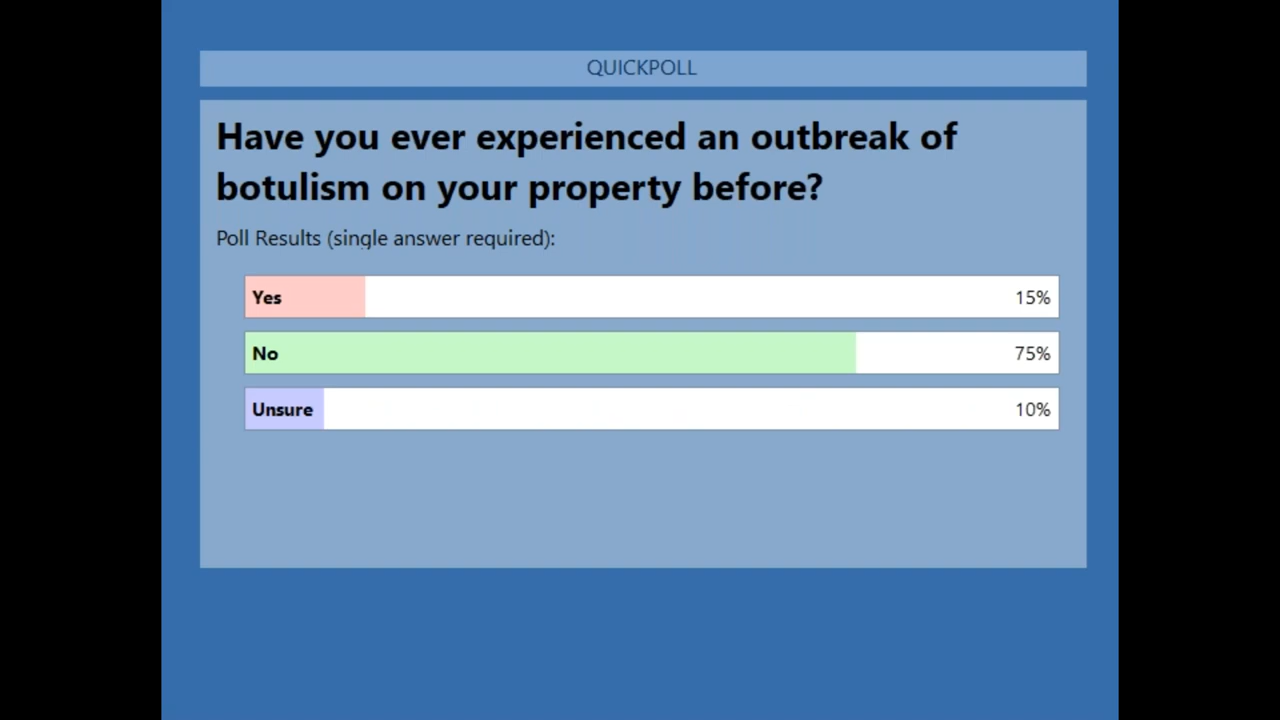 QUICKPOLL
Have you ever experienced an outbreak of
botulism on your property before?
Poll Results (single answer required):
Yes 15%
No 75%
Unsure 10%